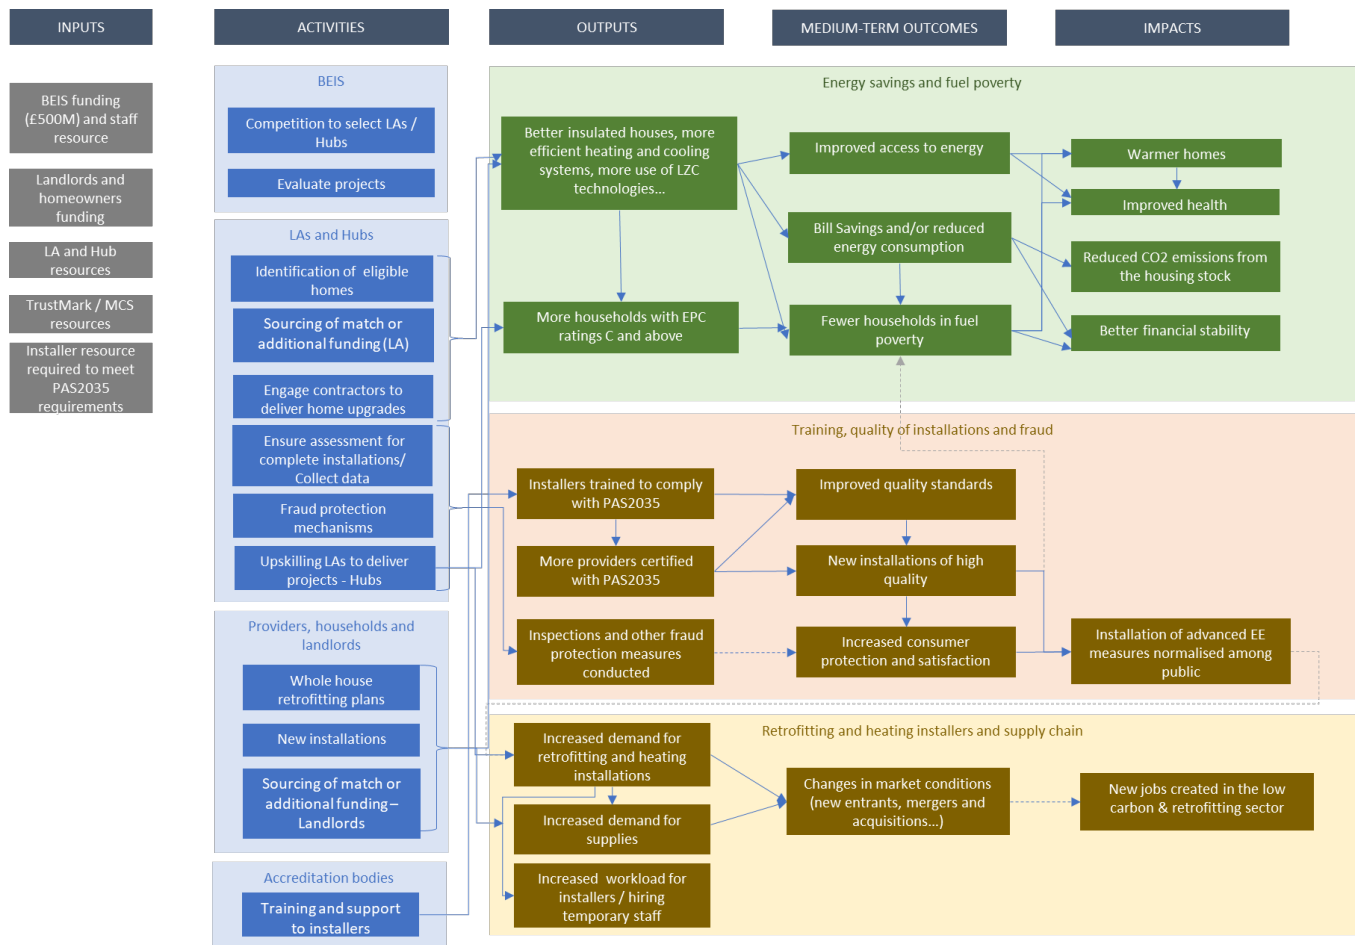 INPUTS
ACTIVITIES
OUTPUTS
MEDIUM-TERM OUTCOMES
IMPACTS
BEIS funding
(£500M) and staff
resource
Landlords and
homeowners
funding
LA and Hub
resources
TrustMark / MCS
resources
Installer resource
required to meet
PAS2035
requirements
BEIS
Competition to select LAs /
Hubs
Evaluate projects
LAs and Hubs
Identification of eligible
homes
Sourcing of match or
additional funding (LA)
Engage contractors to
deliver home upgrades
Ensure assessment for
complete installations/
Collect data
Fraud protection
mechanisms
Upskilling LAs to deliver
projects - Hubs
Providers, households and
landlords
Whole house
retrofitting plans
New installations
Sourcing of match or
additional funding –
Landlords
Accreditation bodies
Training and support
to installers
Energy savings and fuel poverty
Better insulated houses, more
efficient heating and cooling
systems, more use of LZC
technologies...
More households with EPC
ratings C and above
Improved access to energy
Bill Savings and/or reduced
energy consumption
Fewer households in fuel
poverty
Warmer homes
Improved health
Reduced CO2 emissions from
the housing stock
Better financial stability
Training, quality of installations and fraud
Installers trained to comply
with PAS2035
More providers certified
with PAS2035
Inspections and other fraud
protection measures
conducted
Improved quality standards
New installations of high
quality
Increased consumer
protection and satisfaction
Installation of advanced EE
measures normalised among
public
Retrofitting and heating installers and supply chain
Increased demand for
retrofitting and heating
installations
Increased demand for
supplies
Increased workload for
installers / hiring
temporary staff
Changes in market conditions
(new entrants, mergers and
acquisitions...)
New jobs created in the low
carbon & retrofitting sector